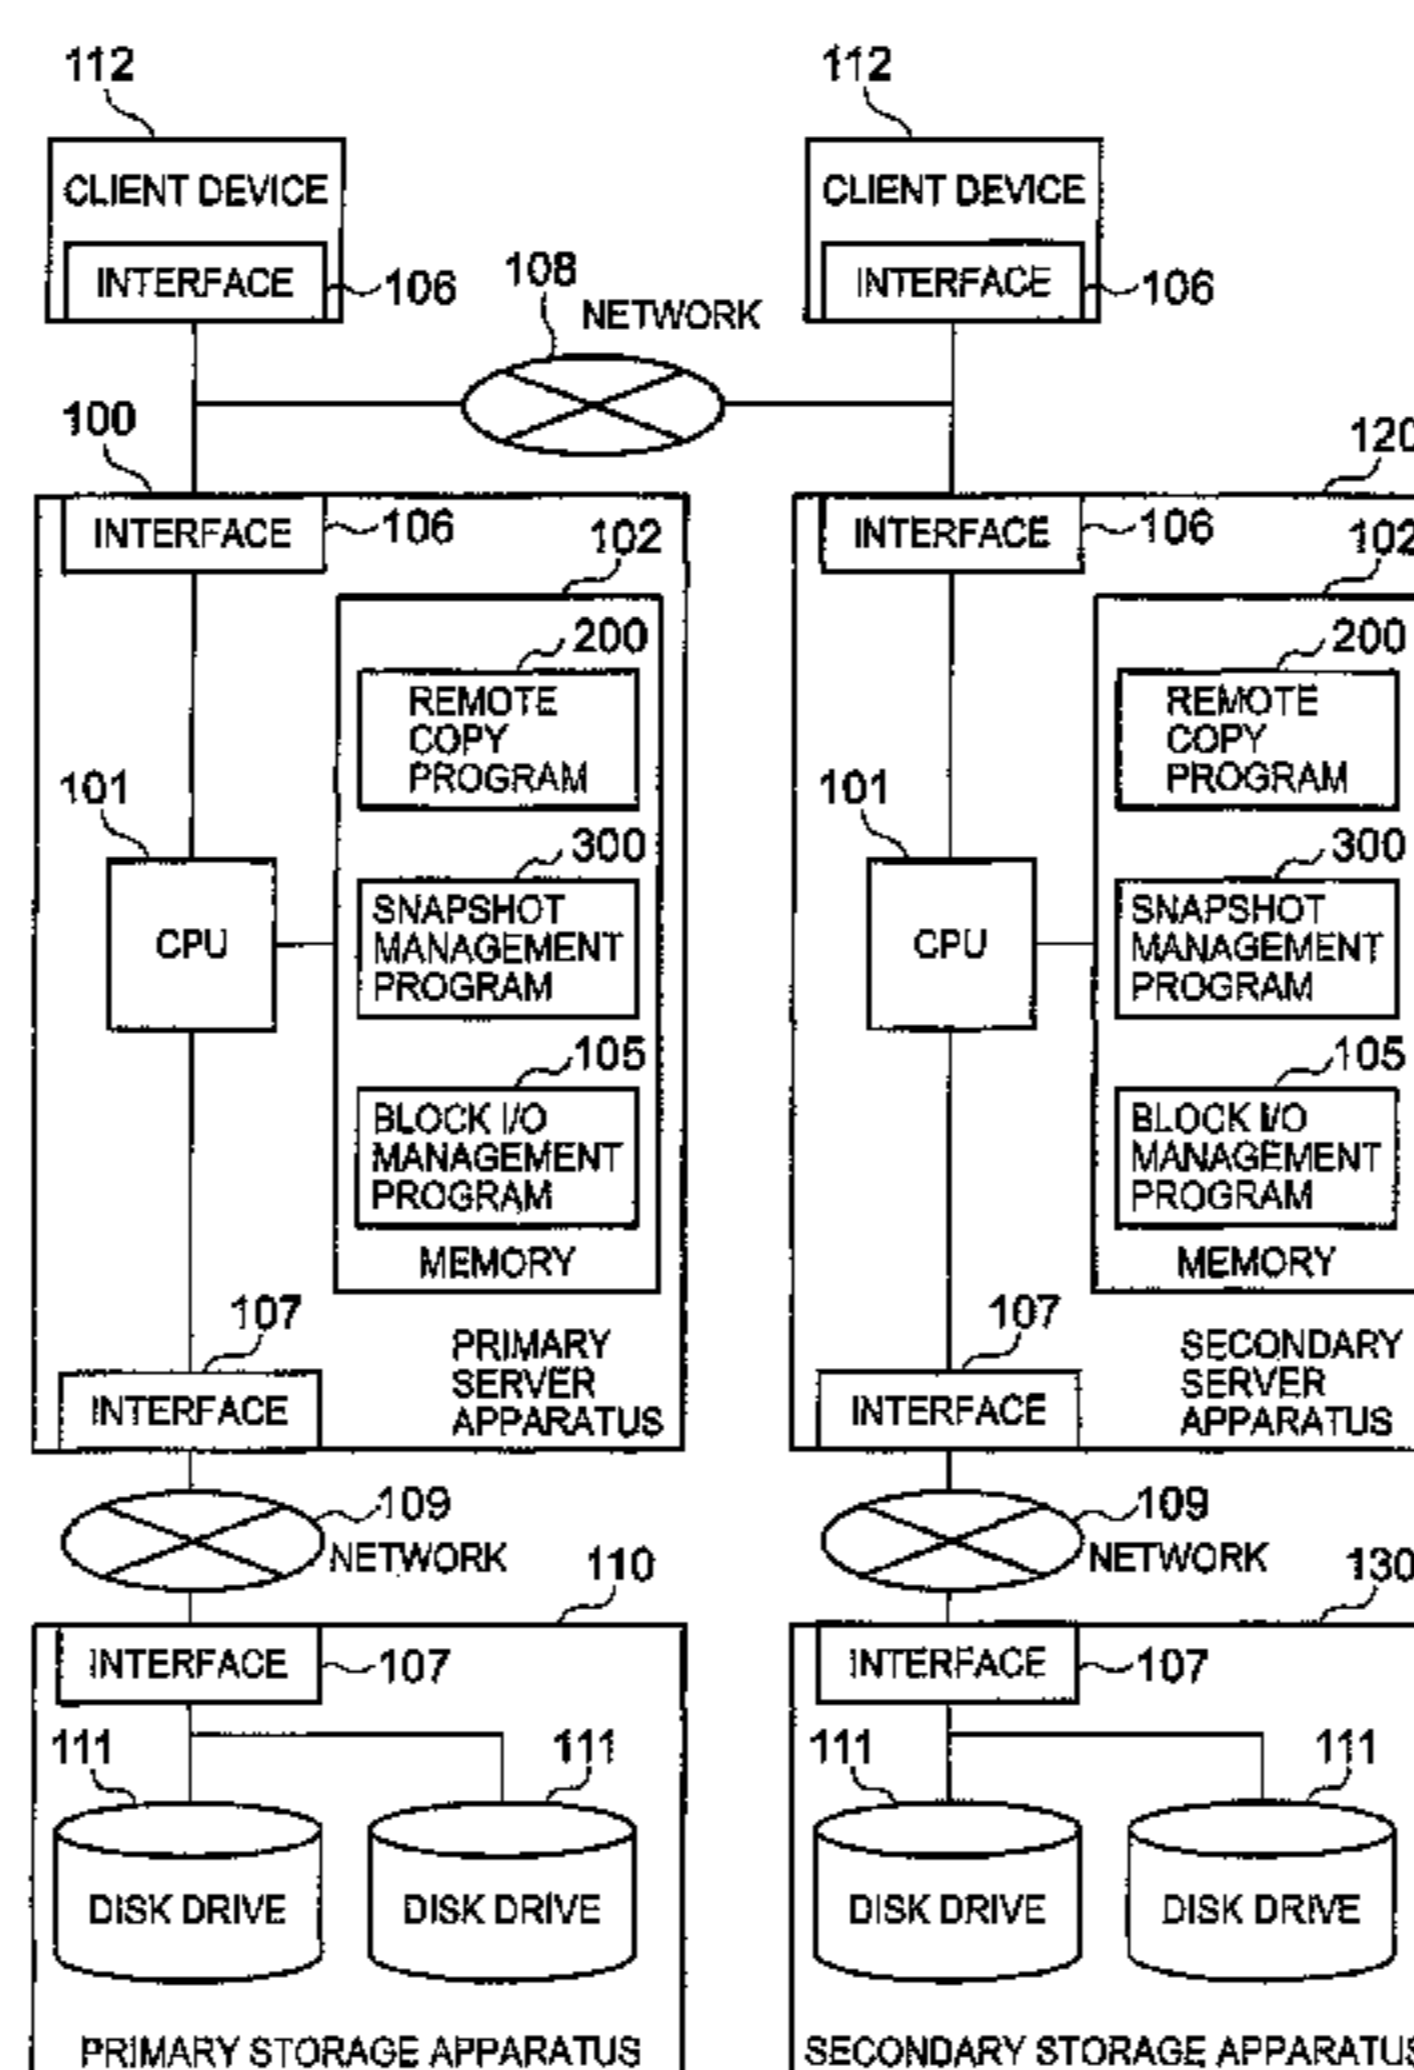 112
112
CLIENT DEVICE
CLIENT DEVICE
INTERFACE
106
108
NETWORK
INTERFACE
106
100
120
INTERFACE
106
102
INTERFACE
106
102
200
REMOTE
COPY
PROGRAM
200
REMOTE
COPY
PROGRAM
101
101
300
SNAPSHOT
MANAGEMENT
PROGRAM
300
SNAPSHOT
MANAGEMENT
PROGRAM
CPU
CPU
105
BLOCK I/O
MANAGEMENT
PROGRAM
105
BLOCK I/O
MANAGEMENT
PROGRAM
MEMORY
MEMORY
107
107
PRIMARY
SERVER
APPARATUS
SECONDARY
SERVER
APPARATUS
INTERFACE
INTERFACE
109
NETWORK
109
NETWORK
110
130
INTERFACE
107
INTERFACE
107
111
111
111
111
DISK DRIVE
DISK DRIVE
DISK DRIVE
DISK DRIVE
PRIMARY STORAGE APPARATUS
SECONDARY STORAGE APPARATUS